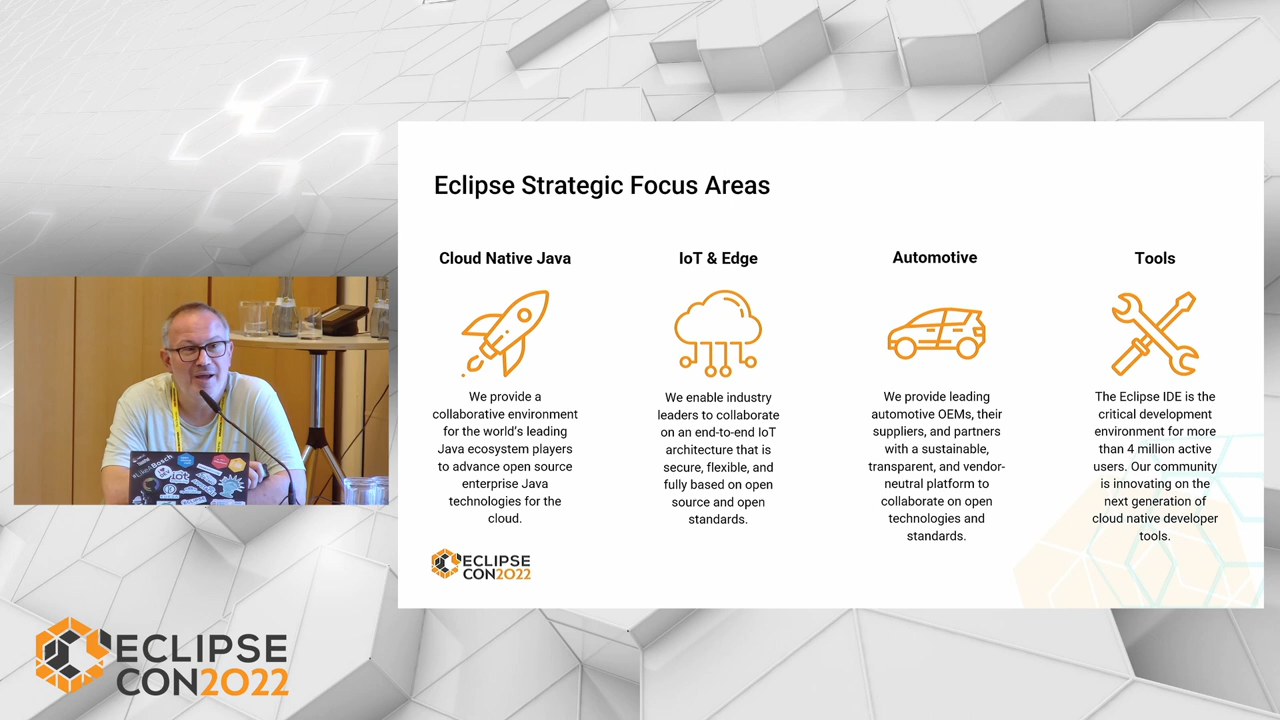 Eclipse Strategic Focus Areas
Cloud Native Java
We provide a
collaborative environment
for the world's leading
Java ecosystem players
to advance open source
enterprise Java
technologies for the
cloud.
IoT & Edge
We enable industry
leaders to collaborate
on an end-to-end IoT
architecture that is
secure, flexible, and
fully based on open
source and open
standards.
Automotive
We provide leading
automotive OEMs, their
suppliers, and partners
with a sustainable,
transparent, and vendor-
neutral platform to
collaborate on open
technologies and
standards.
Tools
The Eclipse IDE is the
critical development
environment for more
than 4 million active
users. Our community
is innovating on the
next generation of
cloud native developer
tools.
ECLIPSE
CON2022
#LikeABosch
IoT
ECLIPSE
CON2022